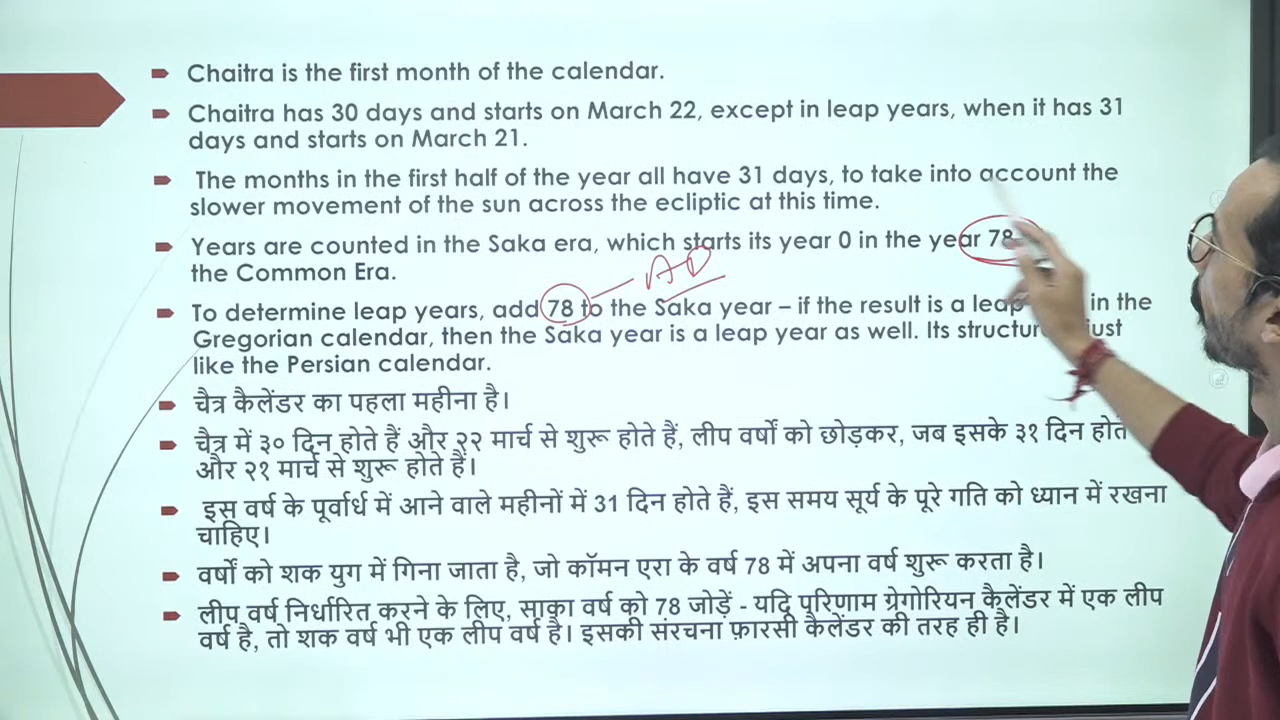 Chaitra is the first month of the calendar.
Chaitra has 30 days and starts on March 22, except in leap years, when it has 31
days and starts on March 21.
The months in the first half of the year all have 31 days, to take into account the
slower movement of the sun across the ecliptic at this time.
Years are counted in the Saka era, which starts its year 0 in the year 78
the Common Era.
AD
To determine leap years, add 78 to the Saka year – if the result is a leap in the
Gregorian calendar, then the Saka year is a leap year as well. Its structure just
like the Persian calendar.
चैत्र कैलेंडर का पहला महीना है।
चैत्र में ३० दिन होते हैं और २२ मार्च से शुरू होते हैं, लीप वर्षों को छोड़कर, जब इसके ३१ दिन होते
और २१ मार्च से शुरू होते हैं।
इस वर्ष के पूर्वार्ध में आने वाले महीनों में 31 दिन होते हैं, इस समय सूर्य के पूरे गति को ध्यान में रखना
चाहिए।
वर्षों को शक युग में गिना जाता है, जो कॉमन एरा के वर्ष 78 में अपना वर्ष शुरू करता है।
लीप वर्ष निर्धारित करने के लिए, साका वर्ष को 78 जोड़ें - यदि परिणाम ग्रेगोरियन कैलेंडर में एक लीप
वर्ष है, तो शक वर्ष भी एक लीप वर्ष है। इसकी संरचना फ़ारसी कैलेंडर की तरह ही है।